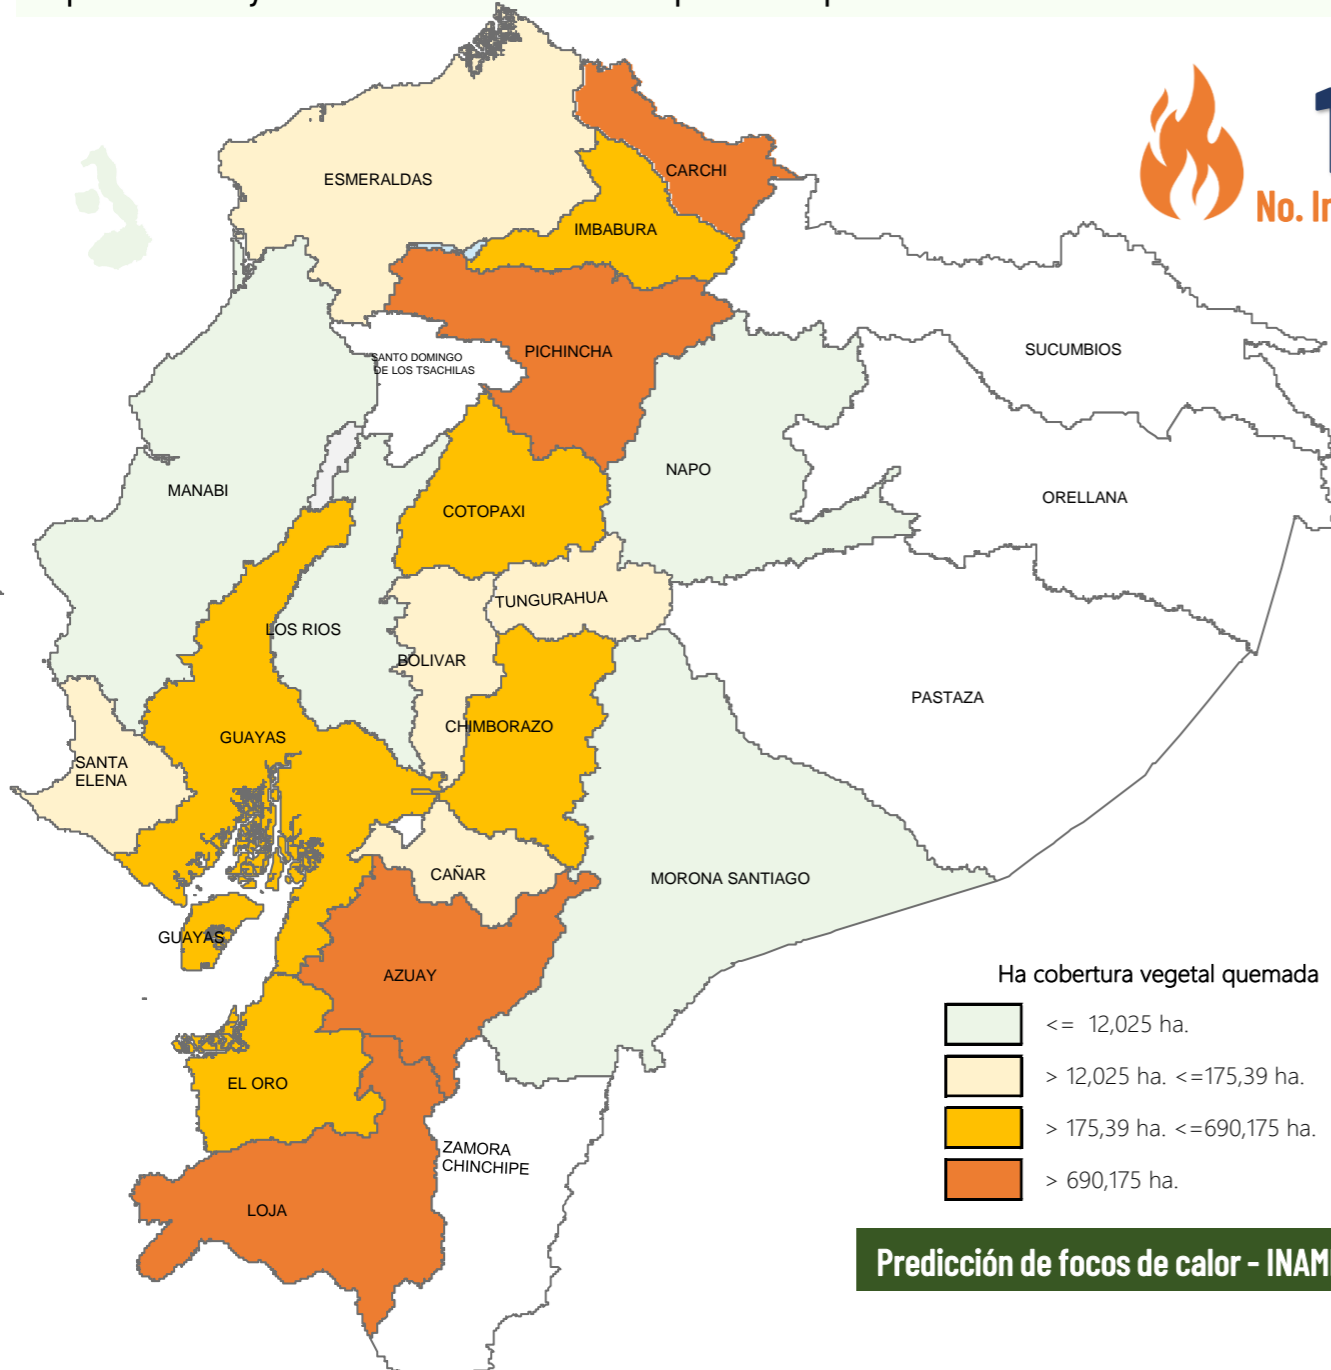 ESMERALDAS
CARCHI
IMBABURA
No.
PICHINCHA
SUCUMBIOS
SANTO DOMINGO
DE LOS TSACHILAS
NAPO
MANABI
ORELLANA
COTOPAXI
TUNGURAHUA
LOS RIOS
BOLIVAR
PASTAZA
CHIMBORAZO
GUAYAS
SANTA
ELENA
CAÑAR
MORONA SANTIAGO
GUAYAS
AZUAY
EL ORO
ZAMORA
CHINCHIPE
LOJA
Ha cobertura vegetal quemada
<= 12,025 ha.
> 12,025 ha. <=175,39 ha.
> 175,39 ha. <=690,175 ha.
> 690,175 ha.
Predicción de focos de calor - INAM